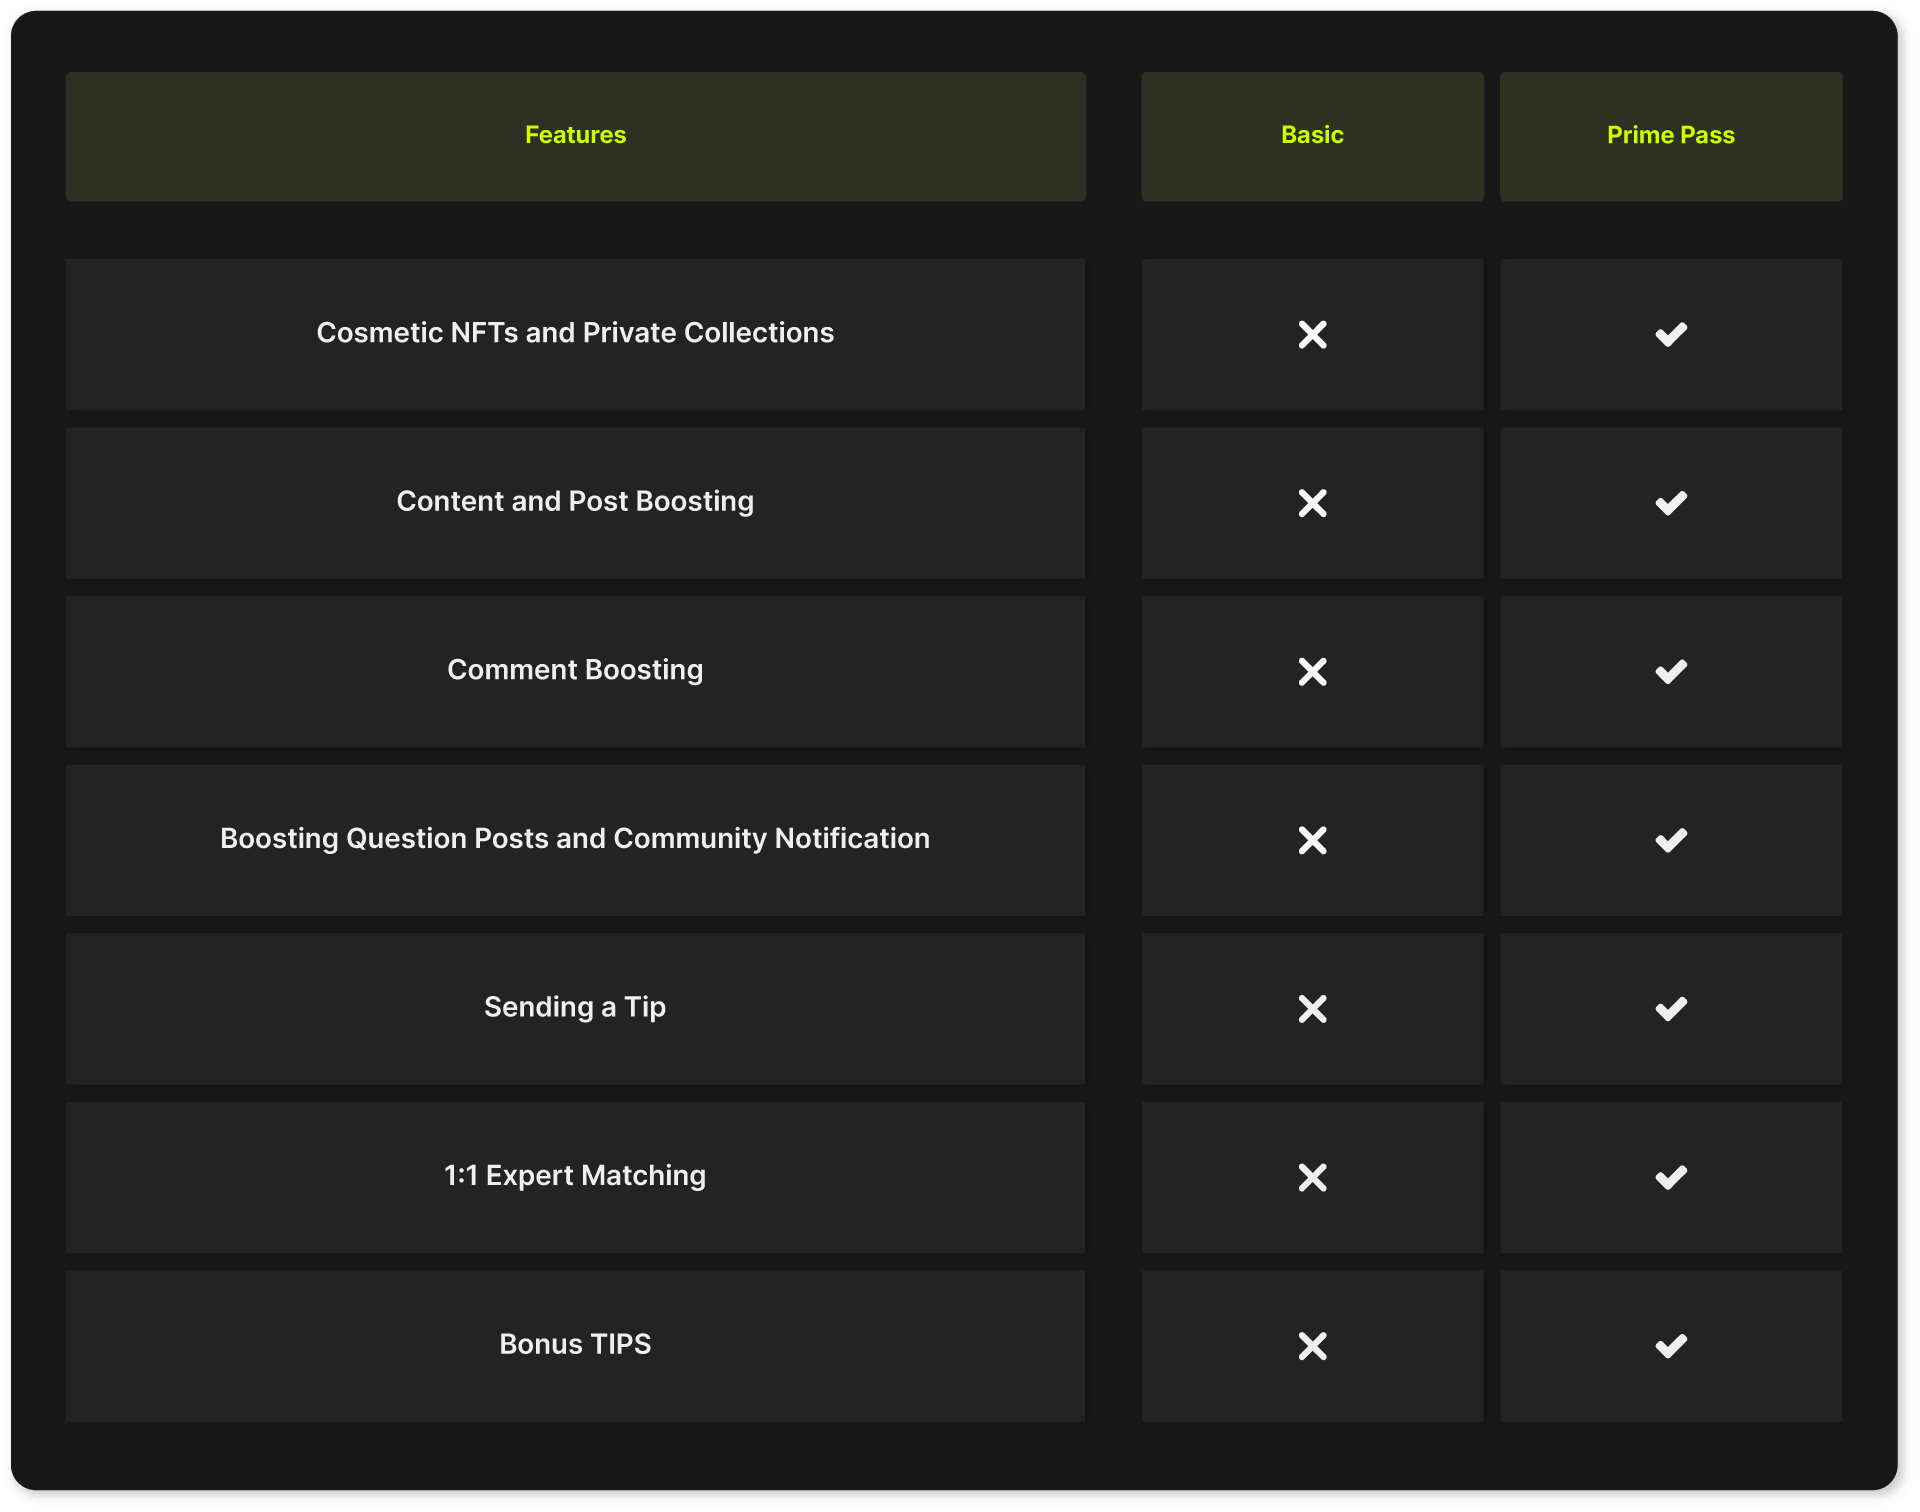 Features
Basic
Prime Pass
Cosmetic NFTs and Private Collections
Content and Post Boosting
Comment Boosting
Boosting Question Posts and Community Notification
Sending a Tip
1:1 Expert Matching
Bonus TIPS